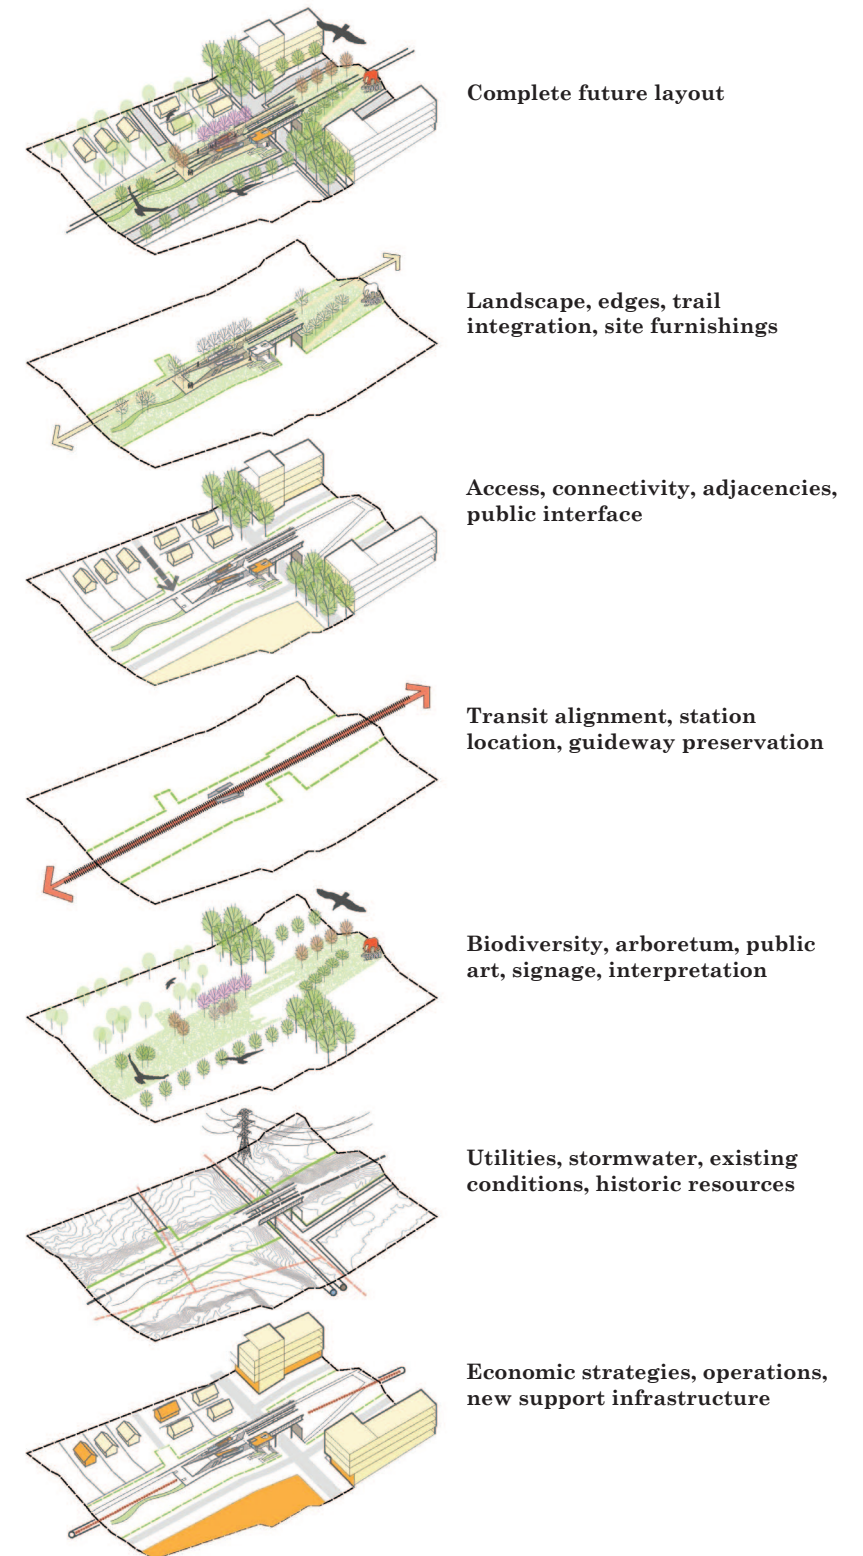 Complete future layout
Landscape, edges, trail
integration, site furnishings
Access, connectivity, adjacencies,
public interface
Transit alignment, station
location, guideway preservation
Biodiversity, arboretum, public
art, signage, interpretation
Utilities, stormwater, existing
conditions, historic resources
Economic strategies, operations,
new support infrastructure